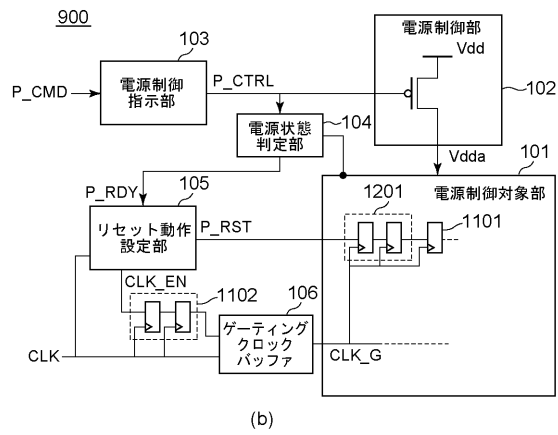 900
103
電源制御
指示部
P_CMD
P_CTRL
電源制御部
Vdd
102
Vdda
104
電源状態
判定部
101
電源制御対象部
P_RDY
105
リセット動作
設定部
P_RST
1201
1101
CLK_EN
1102
106
ゲーティング
クロック
バッファ
CLK
CLK_G
(b)